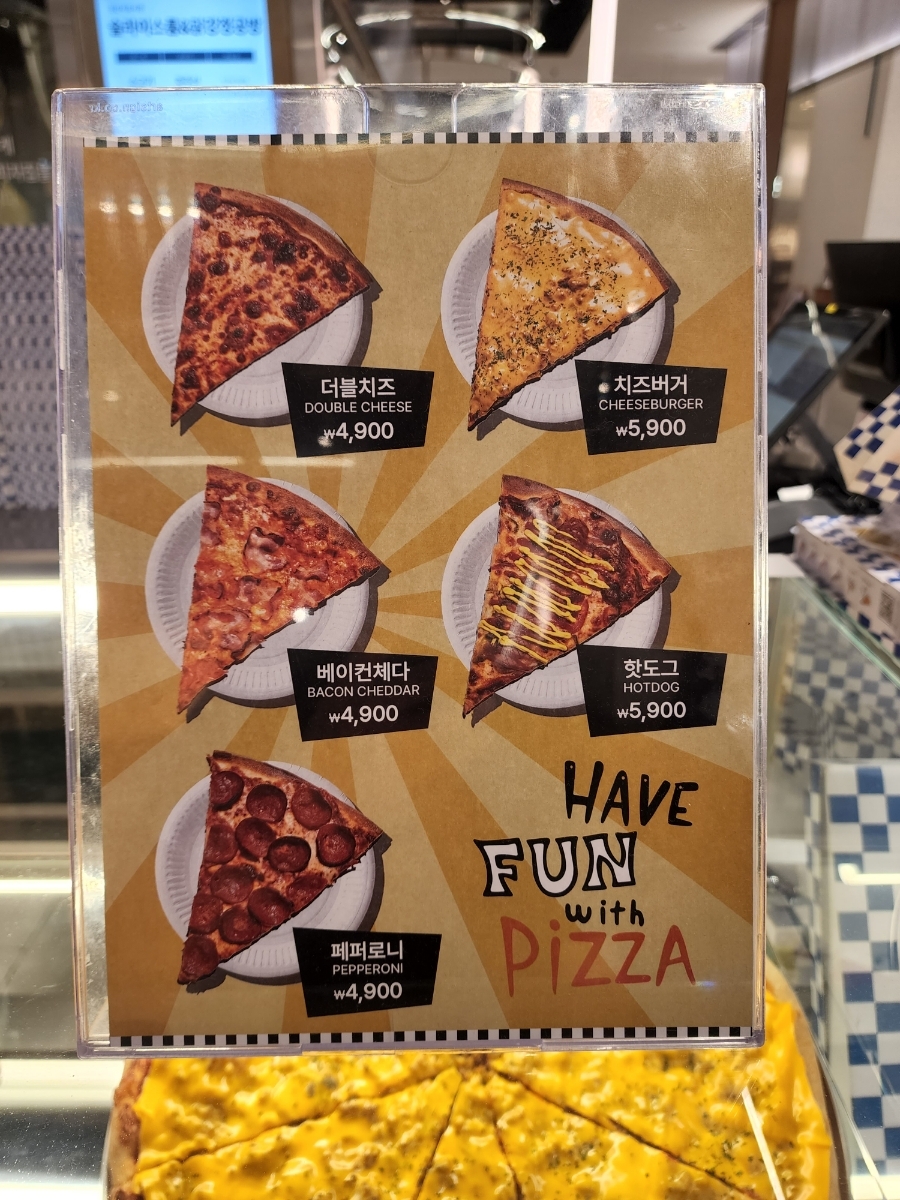 더블치즈
DOUBLE CHEESE
₩4,900
치즈버거
CHEESEBURGER
₩5,900
베이컨체다
BACON CHEDDAR
₩4,900
핫도그
HOTDOG
₩5,900
페퍼로니
PEPPERONI
₩4,900
HAVE
FUN
with
PiZZA